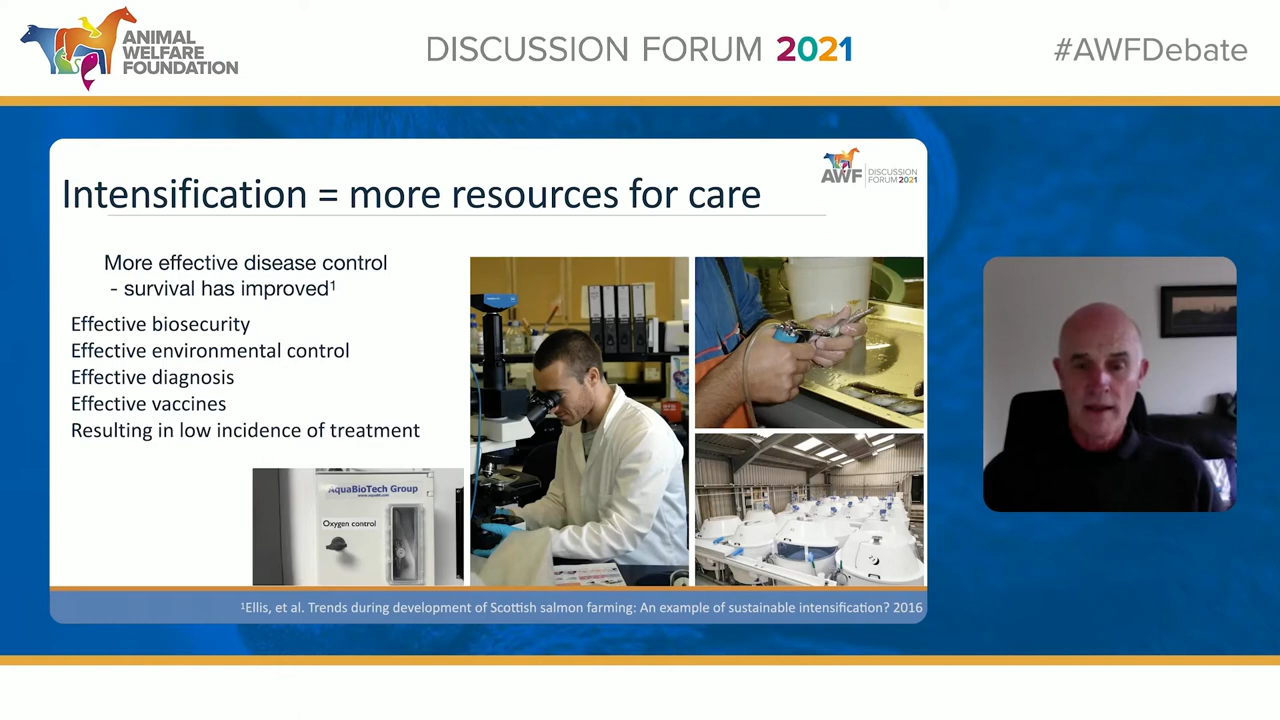 ANIMAL
WELFARE
FOUNDATION
DISCUSSION FORUM 2021
#AWFDebate
AWF
DISCUSSION
FORUM 2021
Intensification = more resources for care
More effective disease control
- survival has improved¹
Effective biosecurity
Effective environmental control
Effective diagnosis
Effective vaccines
Resulting in low incidence of treatment
AquaBioTech Group
www.aquabt.com
Oxygen control
¹Ellis, et al. Trends during development of Scottish salmon farming: An example of sustainable intensification? 2016